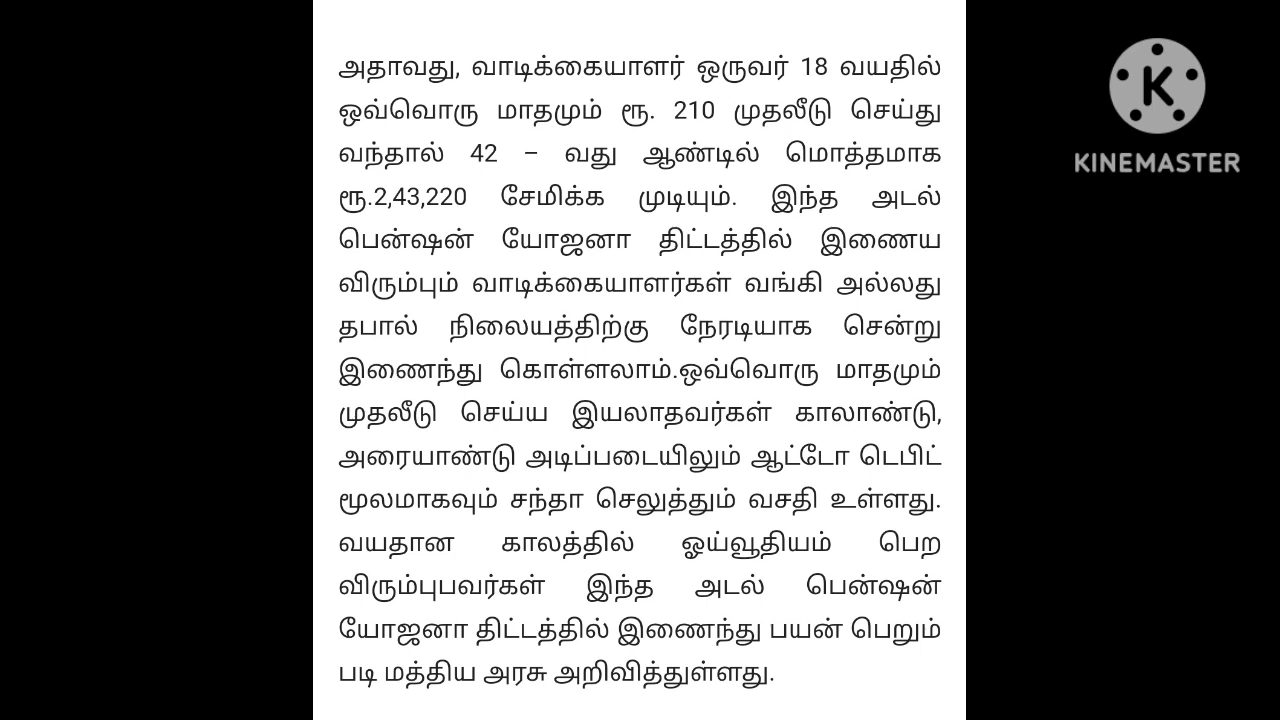 அதாவது, வாடிக்கையாளர் ஒருவர் 18 வயதில்
ஒவ்வொரு மாதமும் ரூ. 210 முதலீடு செய்து
வந்தால் 42 – வது ஆண்டில் மொத்தமாக
ரூ.2,43,220 சேமிக்க முடியும். இந்த அடல்
பென்ஷன் யோஜனா திட்டத்தில் இணைய
விரும்பும் வாடிக்கையாளர்கள் வங்கி அல்லது
தபால் நிலையத்திற்கு நேரடியாக சென்று
இணைந்து கொள்ளலாம்.ஒவ்வொரு மாதமும்
முதலீடு செய்ய இயலாதவர்கள் காலாண்டு,
அரையாண்டு அடிப்படையிலும் ஆட்டோ டெபிட்
மூலமாகவும் சந்தா செலுத்தும் வசதி உள்ளது.
வயதான காலத்தில் ஓய்வூதியம் பெற
விரும்புபவர்கள் இந்த அடல் பென்ஷன்
யோஜனா திட்டத்தில் இணைந்து பயன் பெறும்
படி மத்திய அரசு அறிவித்துள்ளது.
K
KINEMASTER